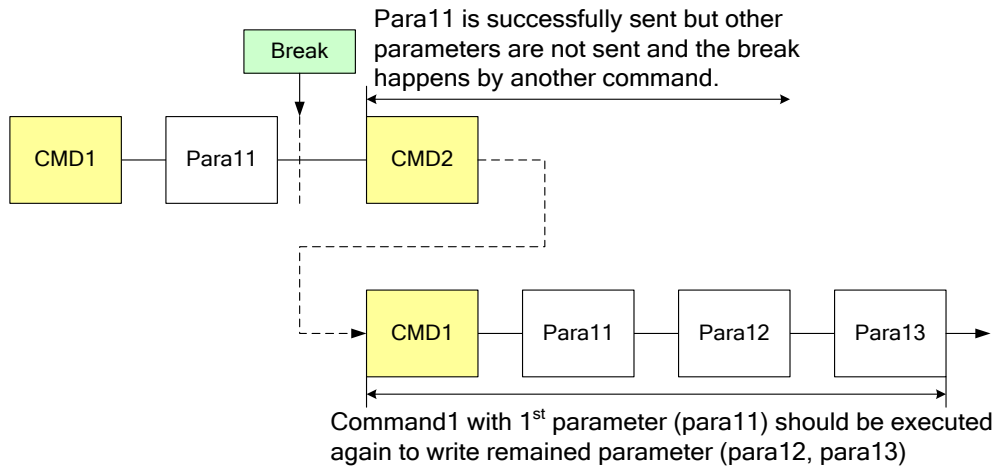 Para11 is successfully sent but other
parameters are not sent and the break
happens by another command.
Break
CMD1
Para11
CMD2
CMD1
Para11
Para12
Para13
Command1 with 1st parameter (para11) should be executed
again to write remained parameter (para12, para13)